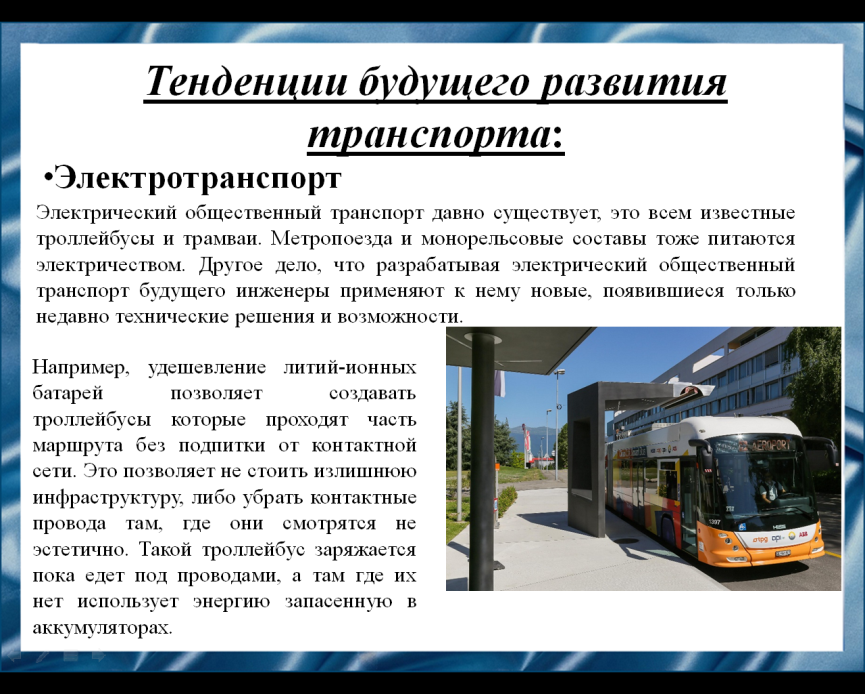 Тенденции будущего развития
транспорта:
•Электротранспорт
Электрический общественный транспорт давно существует, это всем известные
троллейбусы и трамваи. Метропоезда и монорельсовые составы тоже питаются
электричеством. Другое дело, что разрабатывая электрический общественный
транспорт будущего инженеры применяют к нему новые, появившиеся только
недавно технические решения и возможности.
Например, удешевление литий-ионных
батарей позволяет создавать
троллейбусы которые проходят часть
маршрута без подпитки от контактной
сети. Это позволяет не стоить излишнюю
инфраструктуру, либо убрать контактные
провода там, где они смотрятся не
эстетично. Такой троллейбус заряжается
пока едет под проводами, а там где их
нет использует энергию запасенную в
аккумуляторах.
AEROPORT
HESS
ABB